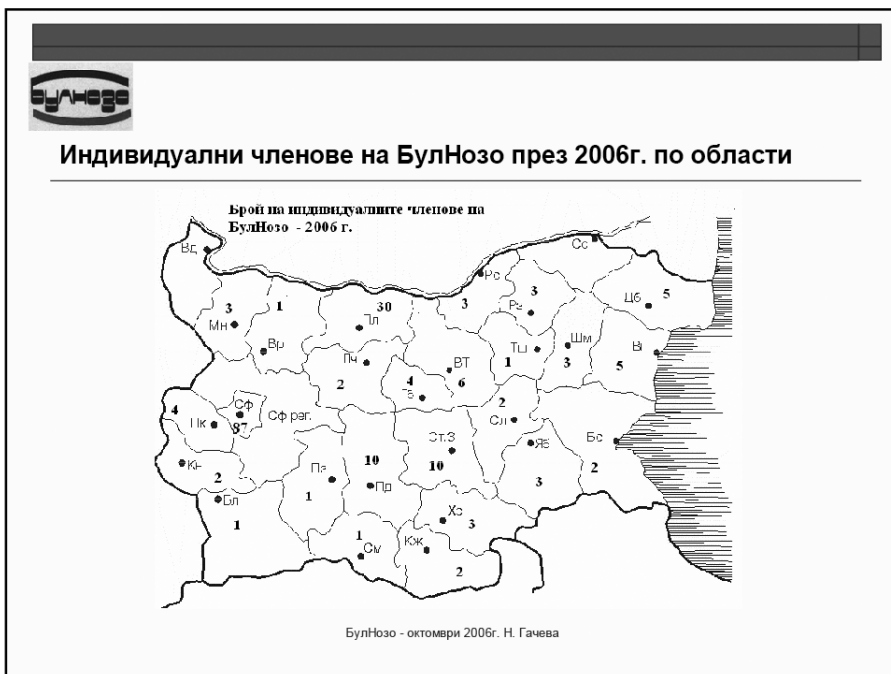 булнозо
Индивидуални членове на БулНозо през 2006г. по области
Брой на индивидуалните членове на
БулНозо - 2006 г.
Вд
Сс
Рс
3
1
30
3
3
Цб
5
Мн
Пл
Рз
Вр
Пч
ВТ
Тщ
Шм
2
4
6
1
3
5
4
Сф
Сф рег.
2
Пк
87
Сл
Кн
2
10
Ст.З
10
Яб
Бс
2
Пз
Пд
Бл
1
1
3
Хс
3
1
См
Кж
2
БулНозо - октомври 2006г. Н. Гачева